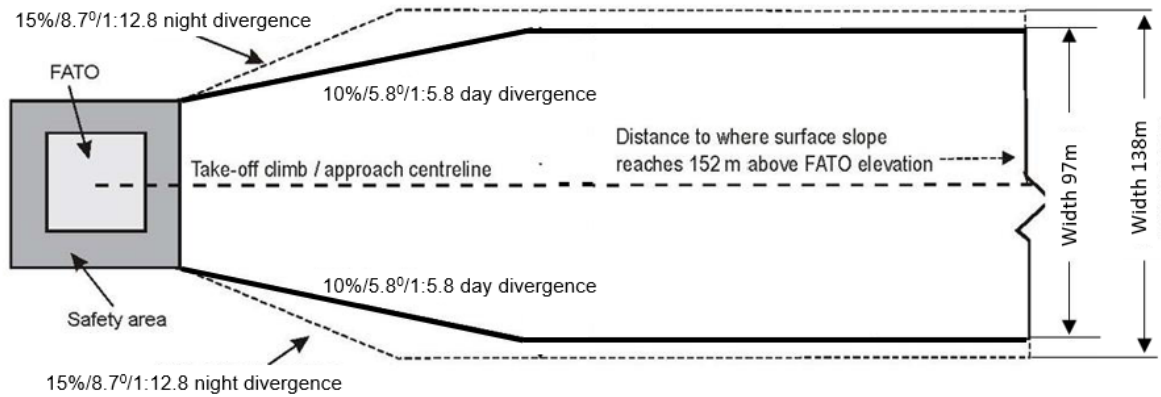 15%/8.7⁰/1:12.8 night divergence
FATO
10%/5.8⁰/1:5.8 day divergence
Distance to where surface slope
reaches 152 m above FATO elevation
Take-off climb / approach centreline
Width 97m
Width 138m
10%/5.8⁰/1:5.8 day divergence
Safety area
15%/8.7⁰/1:12.8 night divergence